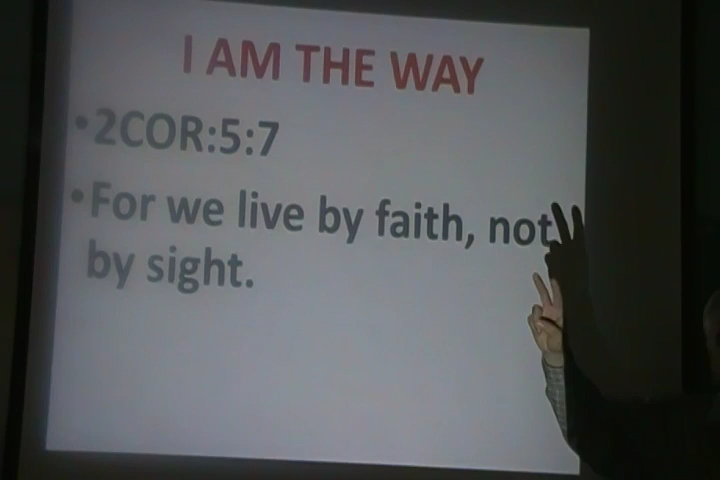 I AM THE WAY
•2COR:5:7
•For we live by faith, not
by sight.